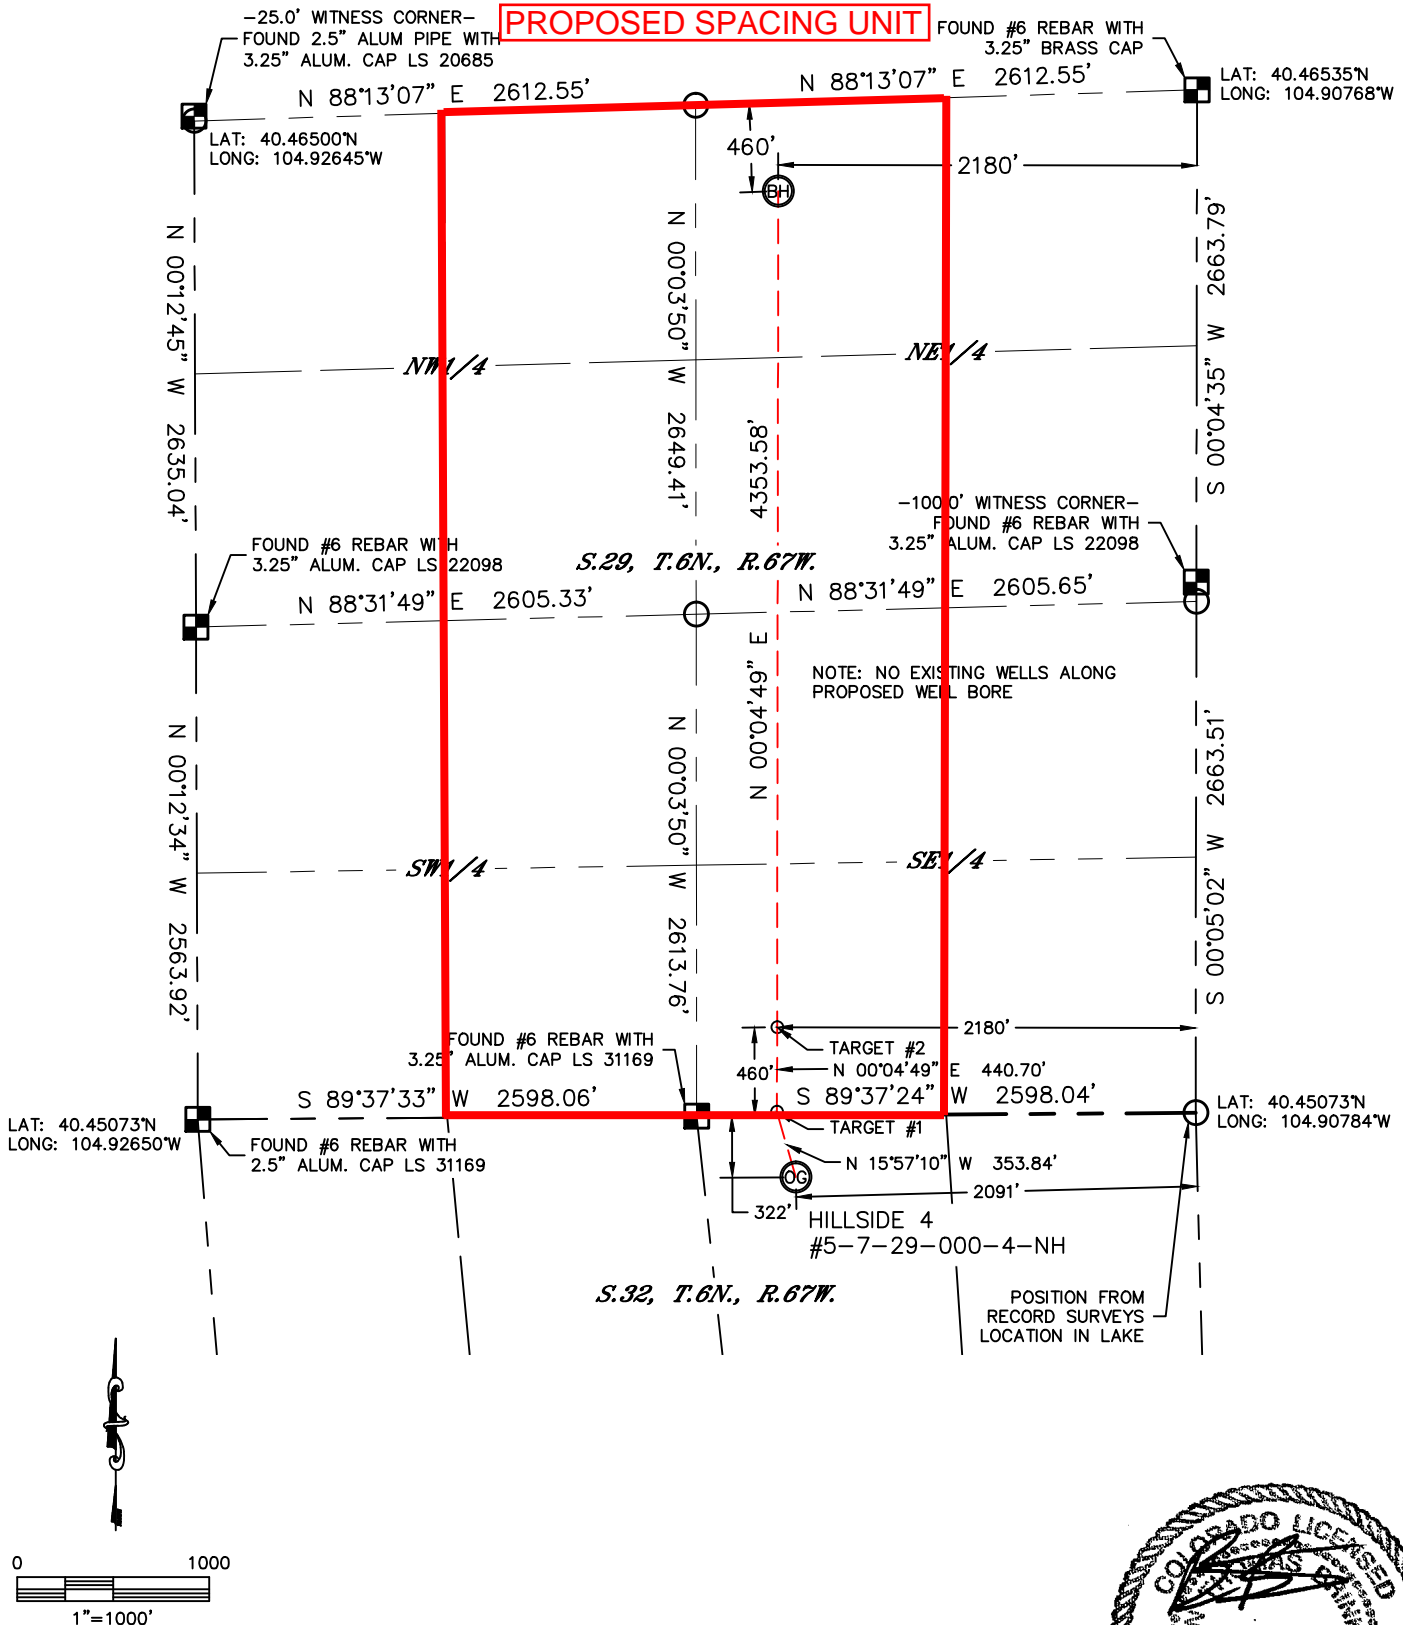 PROPOSED SPACING UNIT
-25.0' WITNESS CORNER-
FOUND 2.5" ALUM PIPE WITH
3.25" ALUM. CAP LS 20685
FOUND #6 REBAR WITH
3.25" BRASS CAP
LAT: 40.46535°N
LONG: 104.90768°W
N 88°13'07" E 2612.55'
N 88°13'07" E 2612.55'
LAT: 40.46500°N
LONG: 104.92645°W
460'
2180'
BH
N 00°12'45" W 2635.04'
N 00°03'50" W 2649.41'
S 00°04'35" W 2663.79'
NW1/4
NE1/4
4353.58'
-100.0' WITNESS CORNER-
FOUND #6 REBAR WITH
3.25" ALUM. CAP LS 22098
FOUND #6 REBAR WITH
3.25" ALUM. CAP LS 22098
S.29, T.6N., R.67W.
N 88°31'49" E 2605.33'
N 88°31'49" E 2605.65'
N 00°04'49" E
NOTE: NO EXISTING WELLS ALONG
PROPOSED WELL BORE
N 00°12'34" W 2563.92'
N 00°03'50" W 2613.76'
S 00°05'02" W 2663.51'
SW1/4
SE1/4
2180'
TARGET #2
FOUND #6 REBAR WITH
3.25' ALUM. CAP LS 31169
460'
N 00°04'49" E 440.70'
S 89°37'33" W 2598.06'
S 89°37'24" W 2598.04'
LAT: 40.45073°N
LONG: 104.92650°W
LAT: 40.45073°N
LONG: 104.90784°W
TARGET #1
FOUND #6 REBAR WITH
2.5" ALUM. CAP LS 31169
N 15°57'10" W 353.84'
OG
2091'
322'
HILLSIDE 4
#5-7-29-000-4-NH
S.32, T.6N., R.67W.
POSITION FROM
RECORD SURVEYS
LOCATION IN LAKE
0 1000
1"=1000'
COLORADO LICENSED